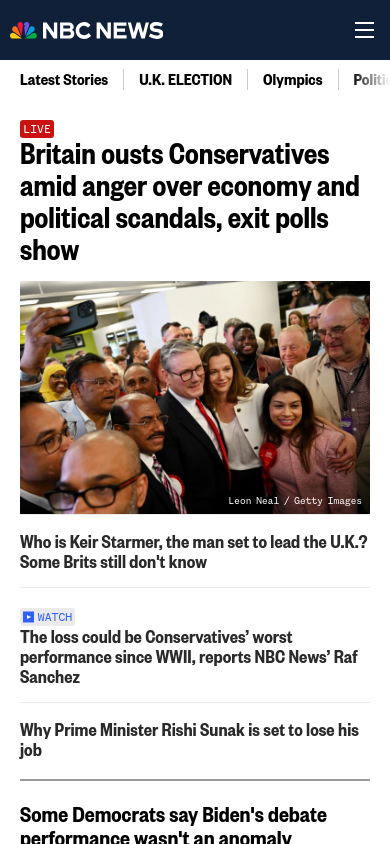 NBC NEWS
Latest Stories
U.K. ELECTION
Olympics
Politic
LIVE
Britain ousts Conservatives
amid anger over economy and
political scandals, exit polls
show
Leon Neal / Getty Images
Who is Keir Starmer, the man set to lead the U.K.?
Some Brits still don't know
WATCH
The loss could be Conservatives’ worst
performance since WWII, reports NBC News’ Raf
Sanchez
Why Prime Minister Rishi Sunak is set to lose his
job
Some Democrats say Biden's debate
performance wasn't an anomaly